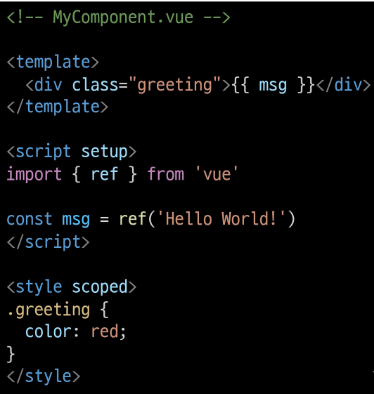 <!-- MyComponent.vue -->
<template>
  <div class="greeting">{{ msg }}</div>
</template>
<script setup>
import { ref } from 'vue'
const msg = ref('Hello World!')
</script>
<style scoped>
.greeting {
  color: red;
}
</style>